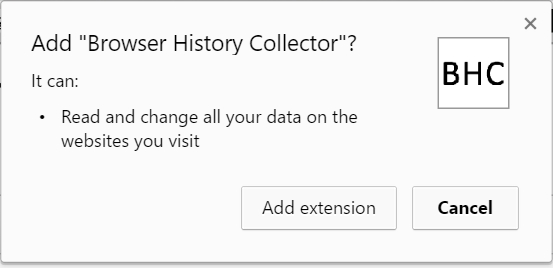 Add "Browser History Collector"?
BHC
It can:
• Read and change all your data on the
websites you visit
Add extension
Cancel